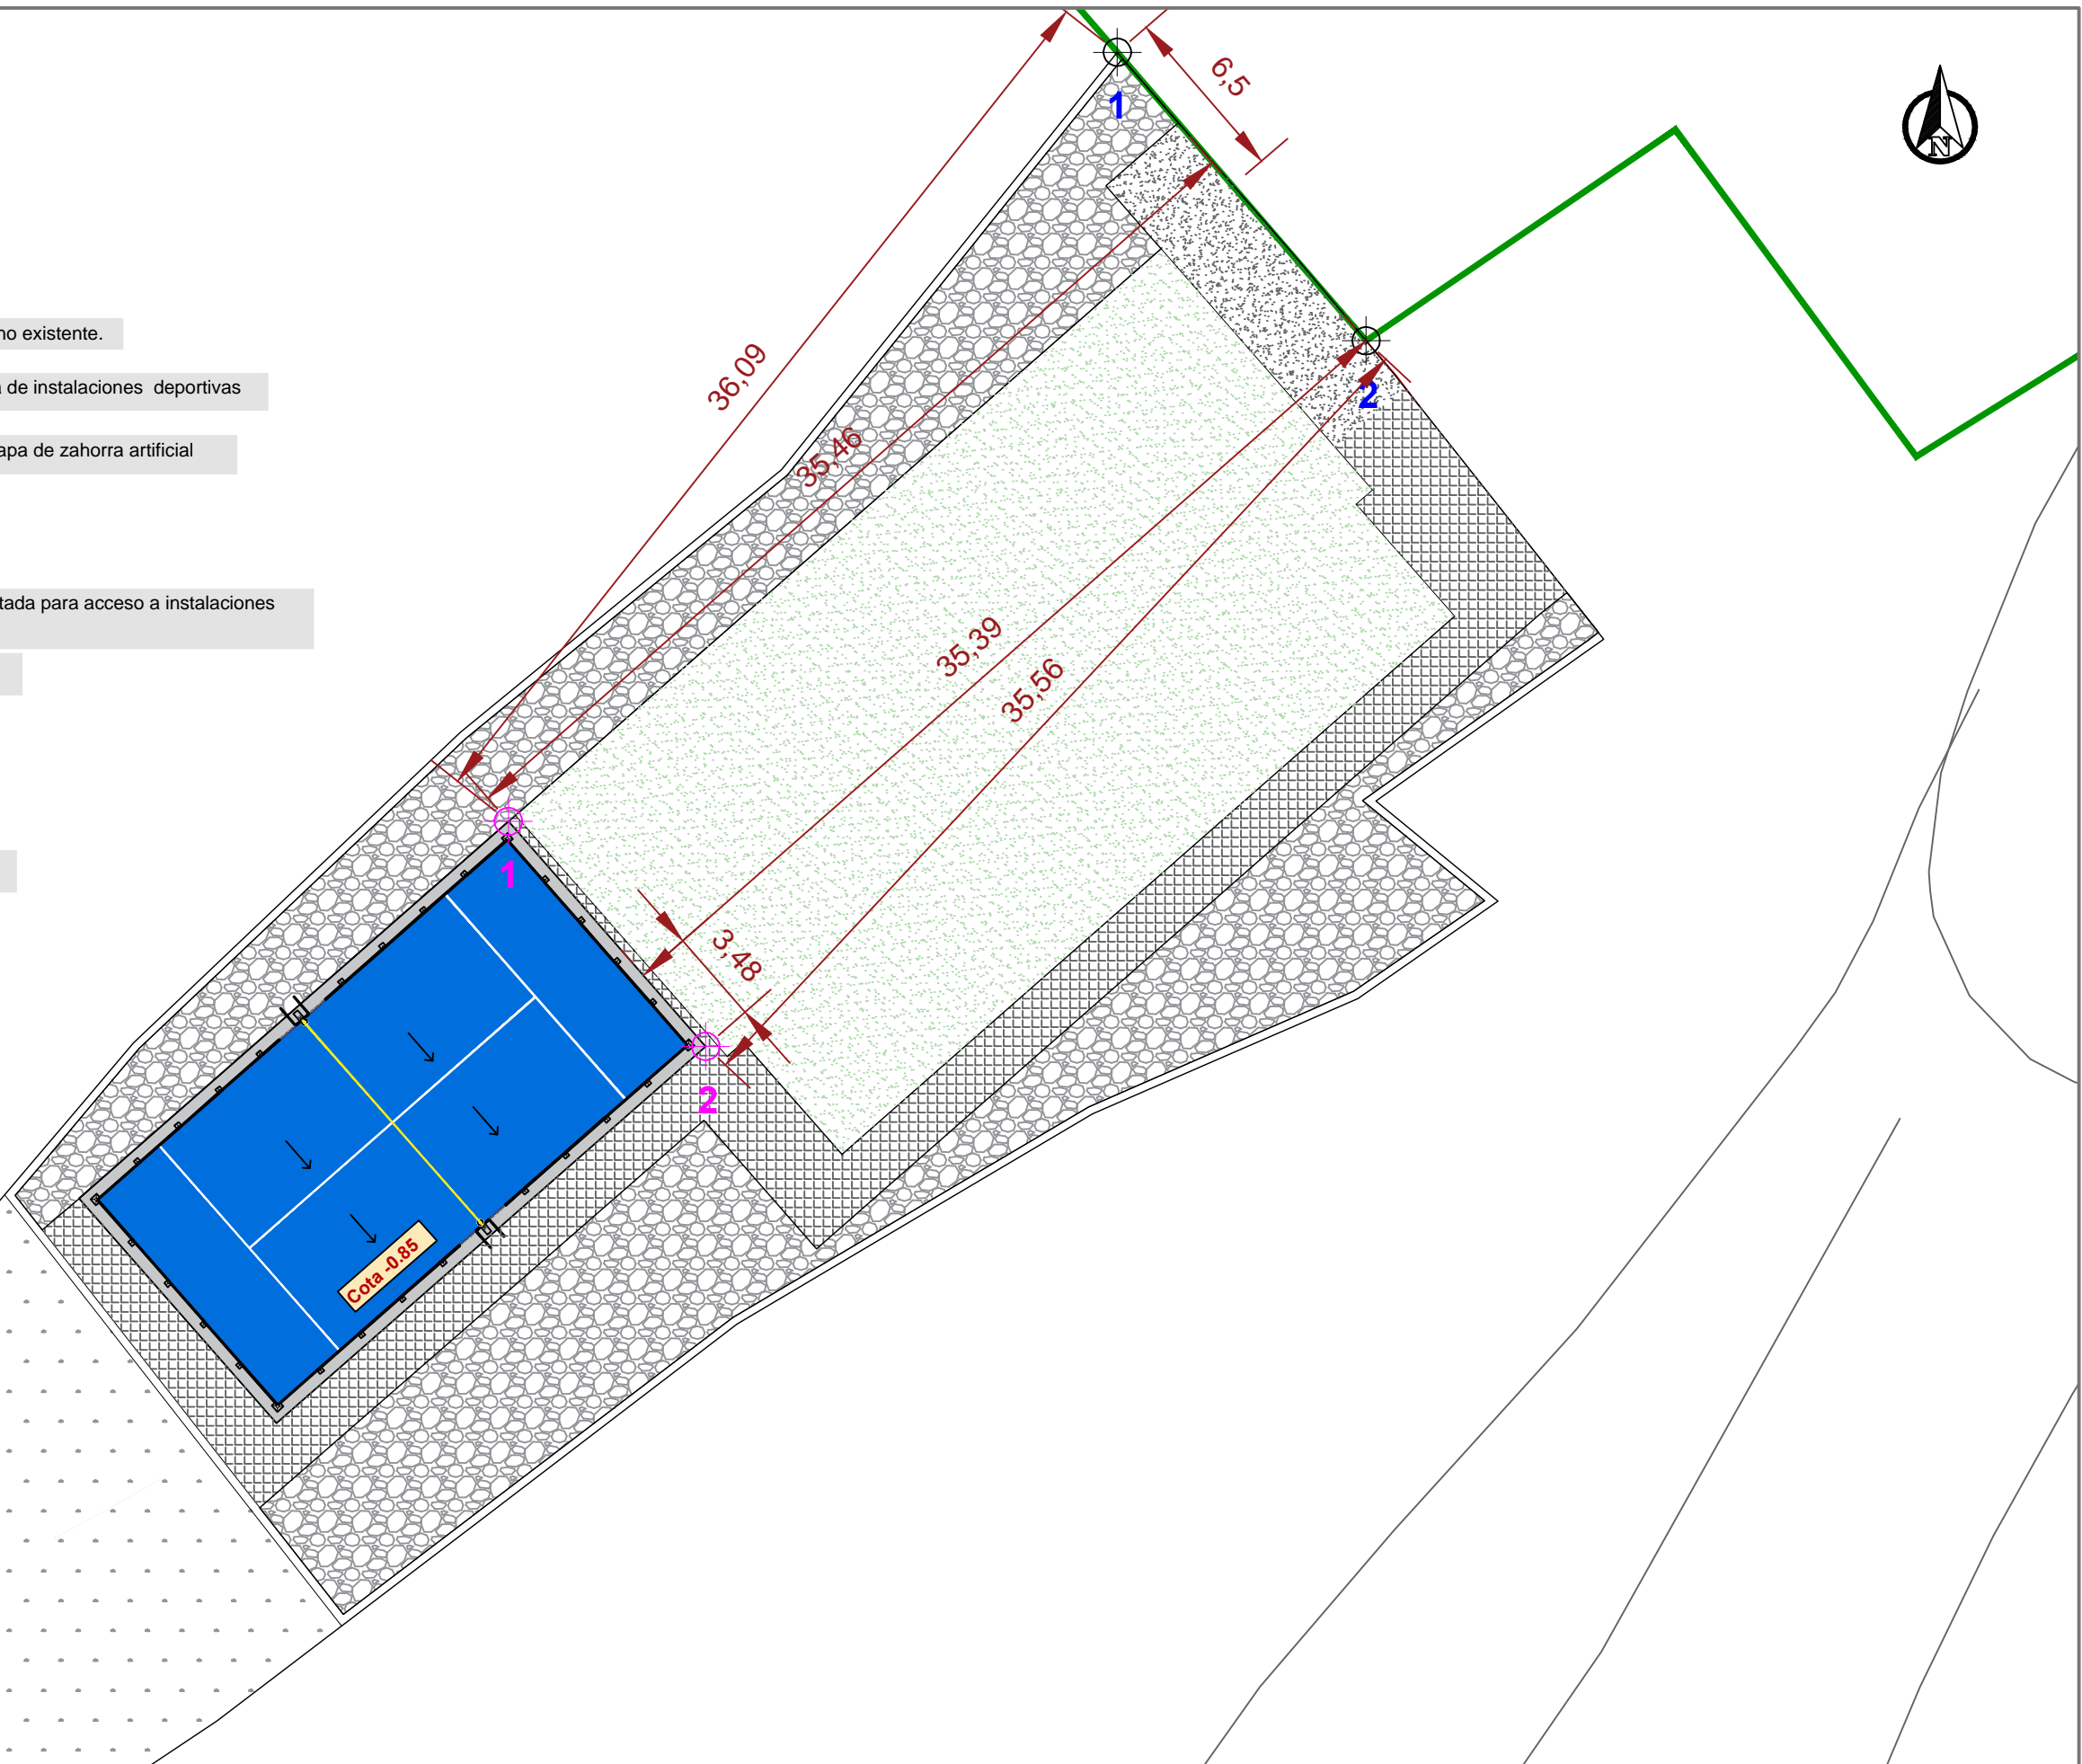 6,5
1
N
no existente.
de instalaciones deportivas
2
36,09
apa de zahorra artificial
35,46
tada para acceso a instalaciones
35,39
35,56
1
3,48
2
Cota -0.85